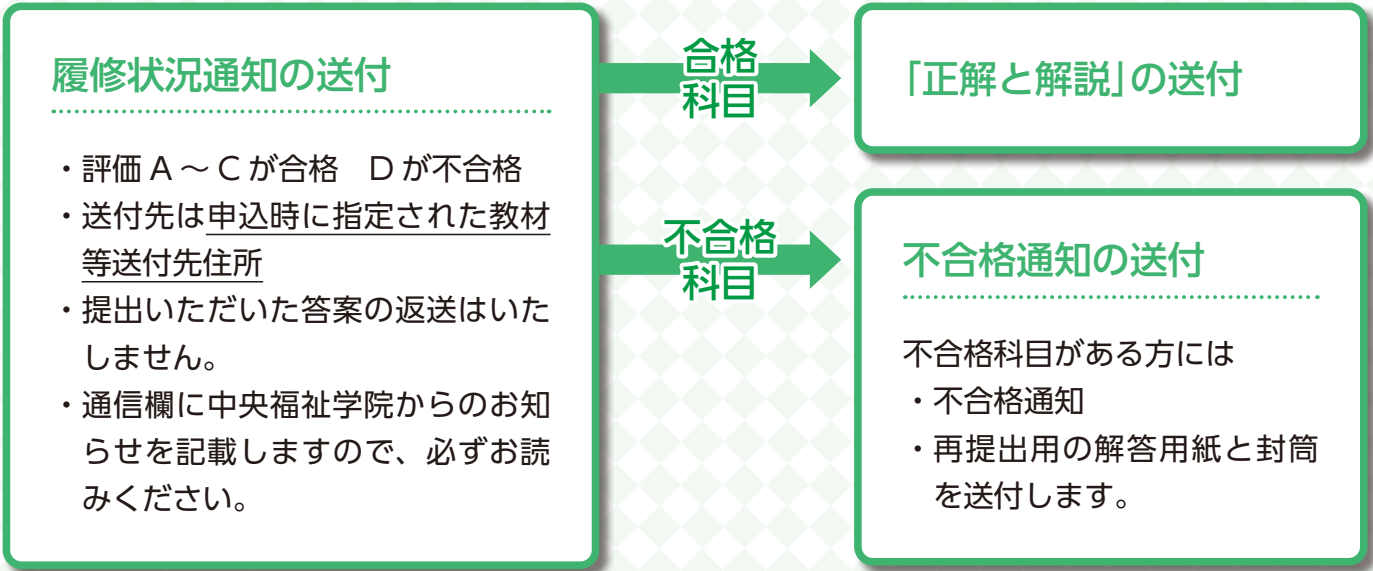 履修状況通知の送付
・評価 A ～ C が合格　D が不合格
・送付先は申込時に指定された教材
等送付先住所
・提出いただいた答案の返送はいた
しません。
・通信欄に中央福祉学院からのお知
らせを記載しますので、必ずお読
みください。
合格
科目
「正解と解説」の送付
不合格
科目
不合格通知の送付
不合格科目がある方には
・不合格通知
・再提出用の解答用紙と封筒
を送付します。